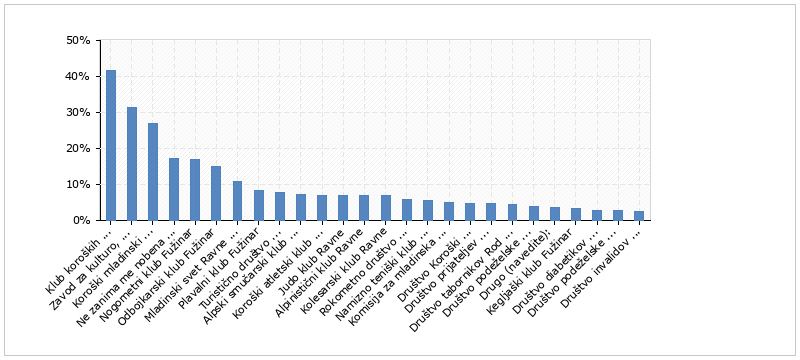 50%
40%
30%
20%
10%
0%
Klub koroških ...
Zavod za kulturo, ...
Koroški mladinski ...
Ne zanima me nobena ...
Nogometni klub Fužinar
Odbojkarski klub Fužinar
Mladinski svet Ravne ...
Plavalni klub Fužinar
Turistično društvo ...
Alpski smučarski klub ...
Koroški atletski klub ...
Judo klub Ravne
Alpinistični klub Ravne
Kolesarski klub Ravne
Rokometno društvo ...
Namizno teniški klub ...
Komisija za mladinska ...
Društvo Koroški ...
Društvo prijateljev ...
Društvo tabornikov Rod ...
Društvo podeželske ...
Drugo (navedite):
Kegljaški klub Fužinar
Društvo diabetikov ...
Društvo podeželske ...
Društvo invalidov ...